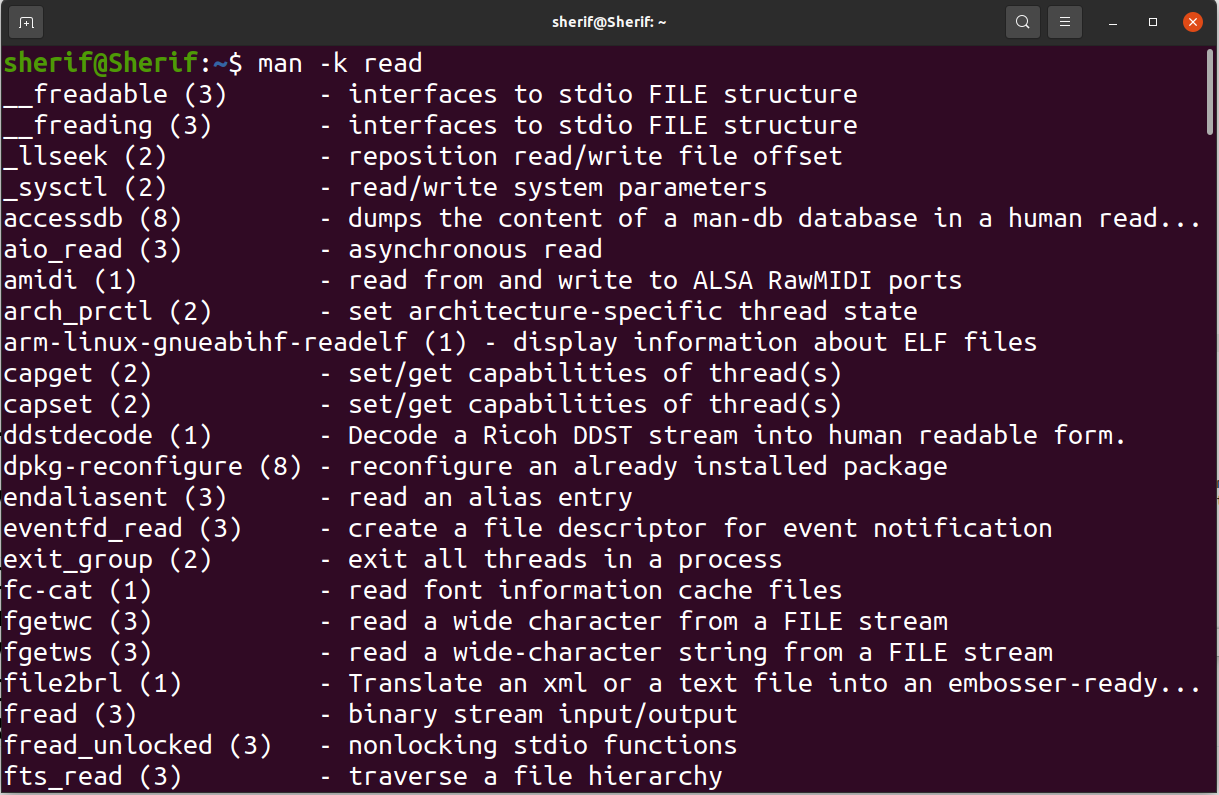 sherif@Sherif: ~
sherif@Sherif:~$ man -k read
__freadable (3)      - interfaces to stdio FILE structure
__freading (3)       - interfaces to stdio FILE structure
_llseek (2)          - reposition read/write file offset
_sysctl (2)          - read/write system parameters
accessdb (8)         - dumps the content of a man-db database in a human read...
aio_read (3)         - asynchronous read
amidi (1)            - read from and write to ALSA RawMIDI ports
arch_prctl (2)       - set architecture-specific thread state
arm-linux-gnueabihf-readelf (1) - display information about ELF files
capget (2)           - set/get capabilities of thread(s)
capset (2)           - set/get capabilities of thread(s)
ddstdecode (1)       - Decode a Ricoh DDST stream into human readable form.
dpkg-reconfigure (8) - reconfigure an already installed package
endaliasent (3)      - read an alias entry
eventfd_read (3)     - create a file descriptor for event notification
exit_group (2)       - exit all threads in a process
fc-cat (1)           - read font information cache files
fgetwc (3)           - read a wide character from a FILE stream
fgetws (3)           - read a wide-character string from a FILE stream
file2brl (1)         - Translate an xml or a text file into an embosser-ready...
fread (3)            - binary stream input/output
fread_unlocked (3)   - nonlocking stdio functions
fts_read (3)         - traverse a file hierarchy